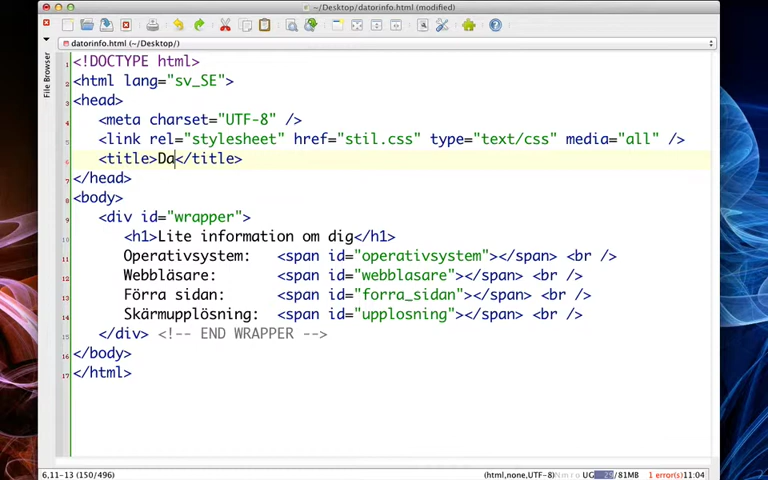 ~/Desktop/datorinfo.html (modified)
datorinfo.html (~/Desktop/)
File Browser
1 <!DOCTYPE html>
2 <html lang="sv_SE">
3 <head>
4 <meta charset="UTF-8" />
5 <link rel="stylesheet" href="stil.css" type="text/css" media="all" />
6 <title>Da</title>
7 </head>
8 <body>
9 <div id="wrapper">
10 <h1>Lite information om dig</h1>
11 Operativsystem: <span id="operativsystem"></span> <br />
12 Webbläsare: <span id="webblasare"></span> <br />
13 Förra sidan: <span id="forra_sidan"></span> <br />
14 Skärmupplösning: <span id="upplosning"></span> <br />
15 </div> <!-- END WRAPPER -->
16 </body>
17 </html>
6,11-13 (150/496) (html,none,UTF-8) UG /81MB 1 error(s)11:04